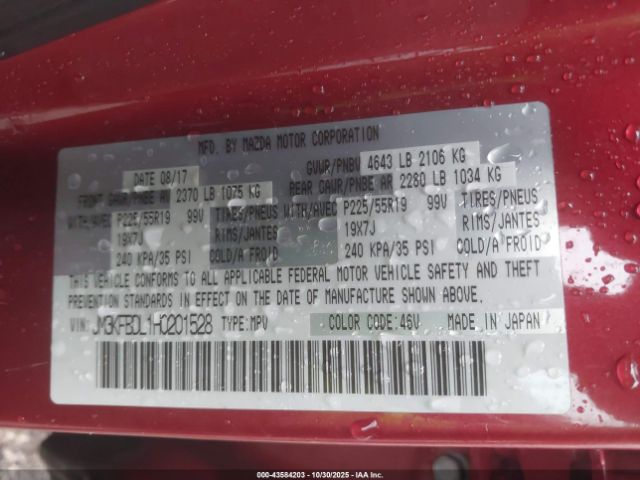 MFD. BY MAZDA MOTOR CORPORATION
DATE 08/17 GVWR/PNBV 4643 LB 2106 KG
FRONT GAWR/PNBE AV 2370 LB 1075 KG REAR GAWR/PNBE AR 2280 LB 1034 KG
WITH/AVEC P225/55R19 99V TIRES/PNEUS WITH/AVEC P225/55R19 99V TIRES/PNEUS
19X7J RIMS/JANTES 19X7J RIMS/JANTES
240 KPA/35 PSI COLD/A FROID 240 KPA/35 PSI COLD/A FROID
THIS VEHICLE CONFORMS TO ALL APPLICABLE FEDERAL MOTOR VEHICLE SAFETY AND THEFT
PREVENTION STANDARDS IN EFFECT ON THE DATE OF MANUFACTURE SHOWN ABOVE.
VIN: JM3KFBDL1H0201528 TYPE: MPV COLOR CODE: 46V MADE IN JAPAN
000-43584203 - 10/30/2025 - IAA Inc.